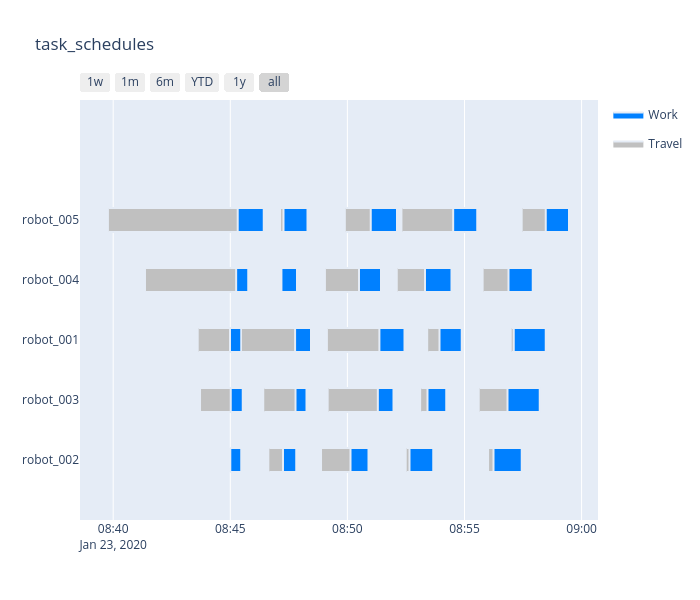 task_schedules
1w 1m 6m YTD 1y all
Work
Travel
robot_005
robot_004
robot_001
robot_003
robot_002
08:40 08:45 08:50 08:55 09:00
Jan 23, 2020